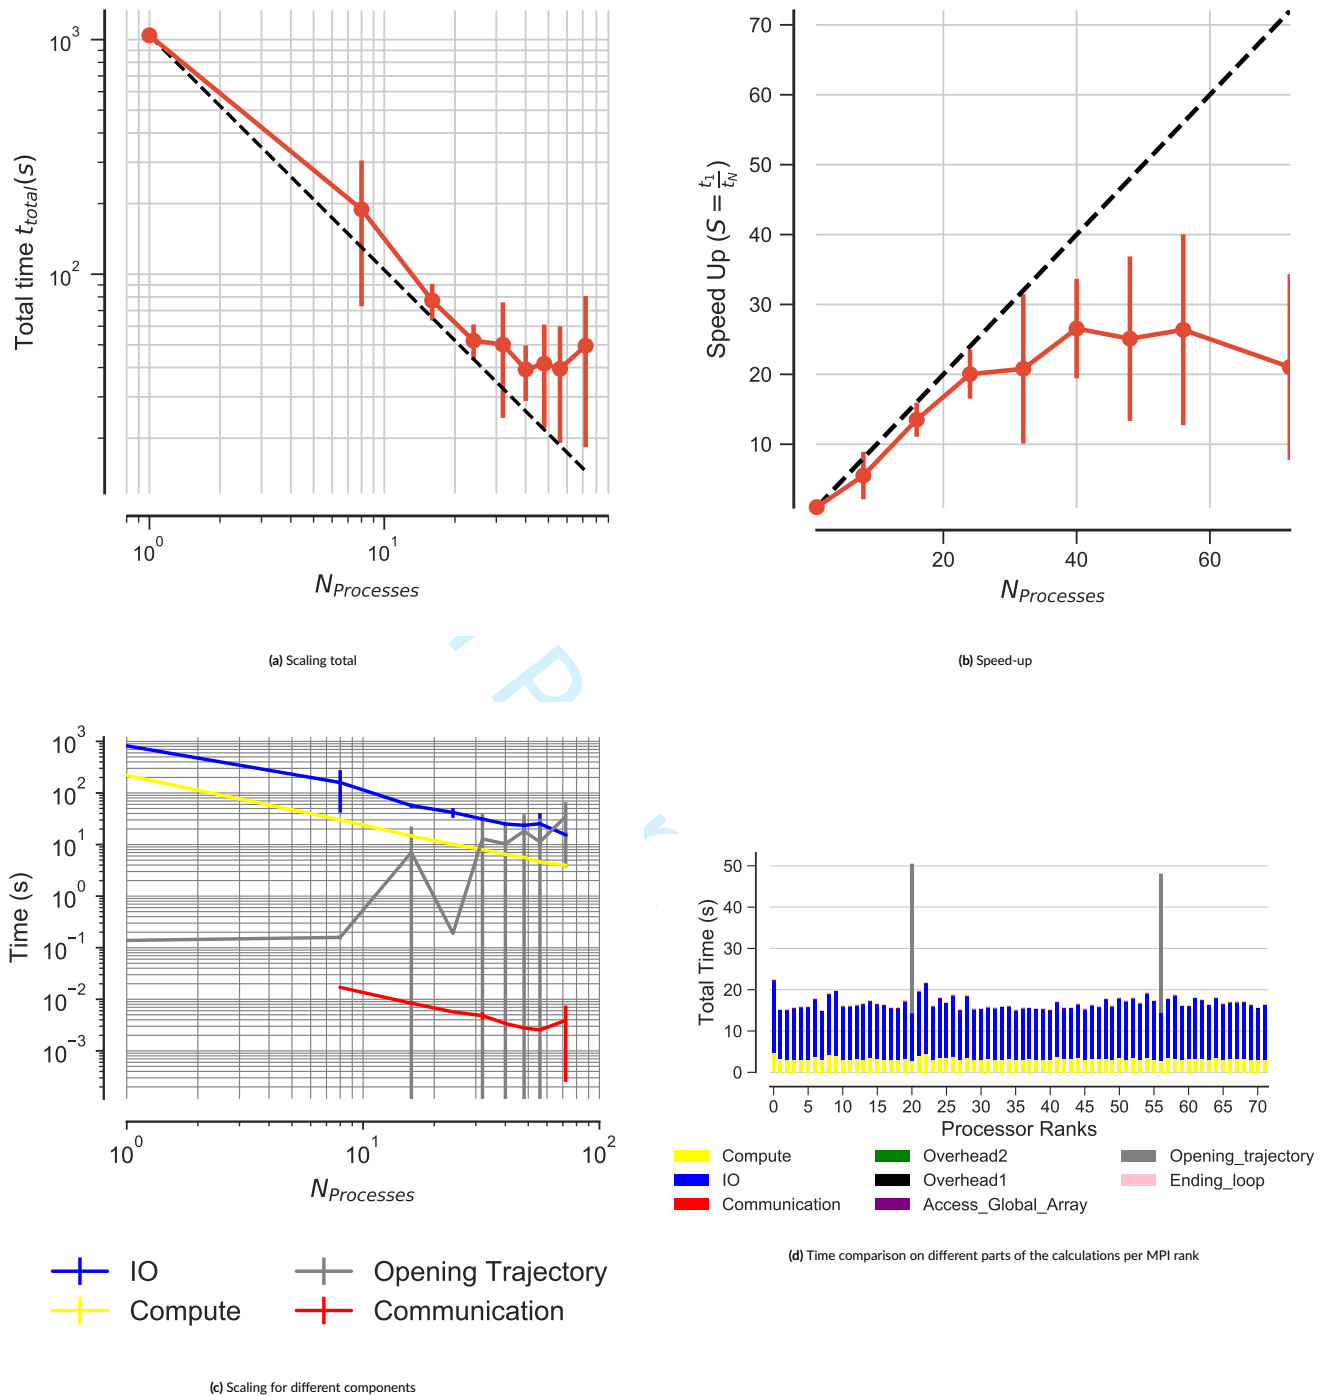 10^3
10^2
Total time t_total(s)
10^0 10^1
N_Processes
(a) Scaling total
70
60
50
40
30
20
10
Speed Up (S = t_1/t_N)
20 40 60
N_Processes
(b) Speed-up
P
10^3
10^2
10^1
10^0
10^−1
10^−2
10^−3
Time (s)
10^0 10^1 10^2
N_Processes
IO Opening Trajectory
Compute Communication
(c) Scaling for different components
50
40
30
20
10
0
Total Time (s)
0 5 10 15 20 25 30 35 40 45 50 55 60 65 70
Processor Ranks
Compute Overhead2 Opening_trajectory
IO Overhead1 Ending_loop
Communication Access_Global_Array
(d) Time comparison on different parts of the calculations per MPI rank